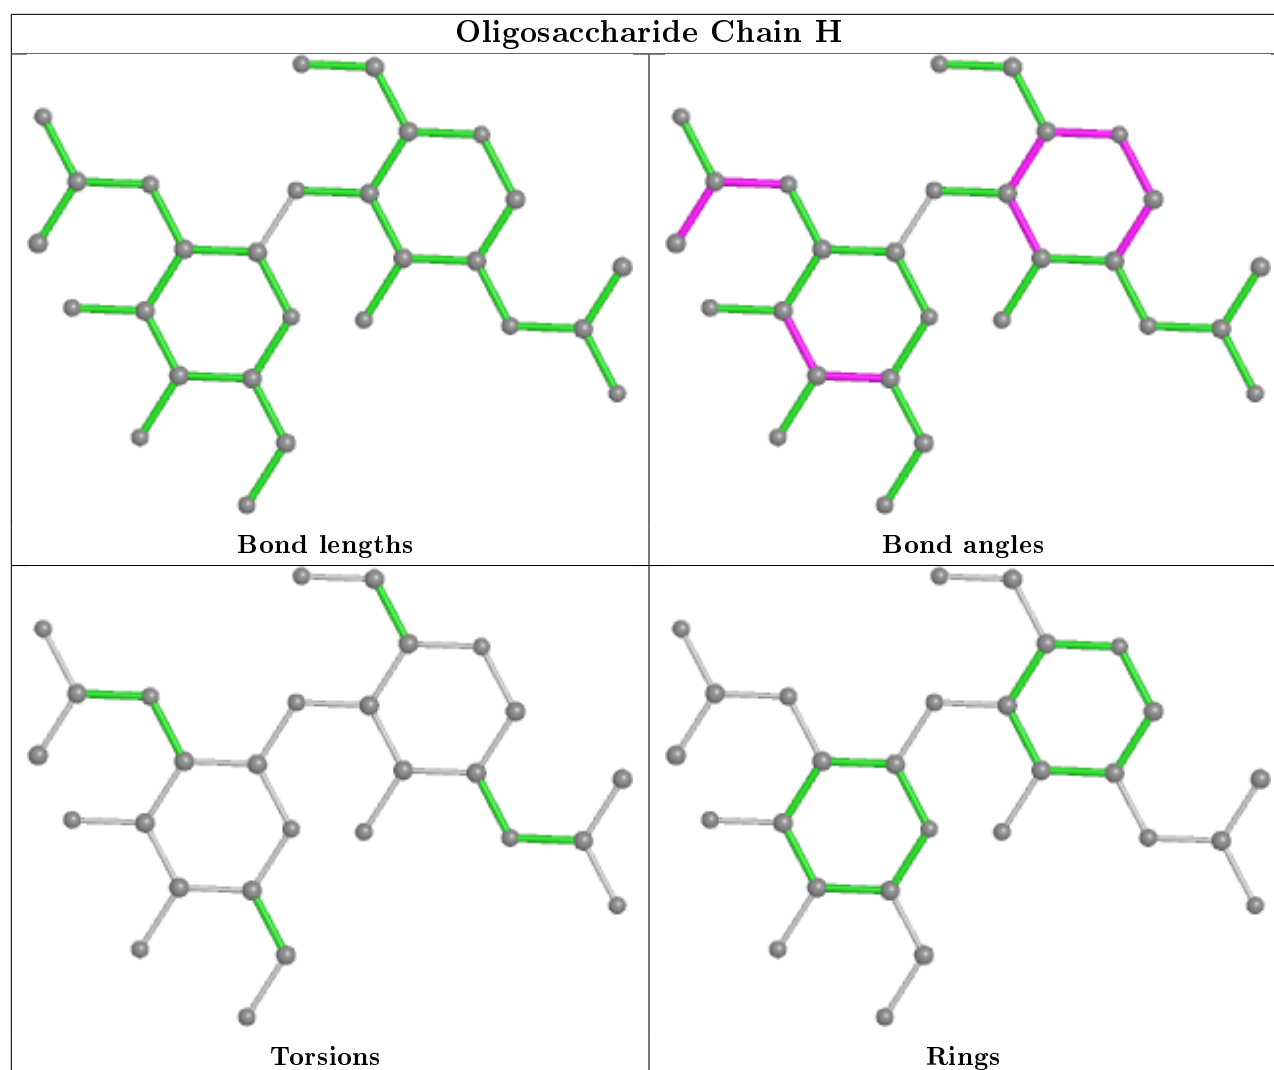 Oligosaccharide Chain H
Bond lengths
Bond angles
Torsions
Rings